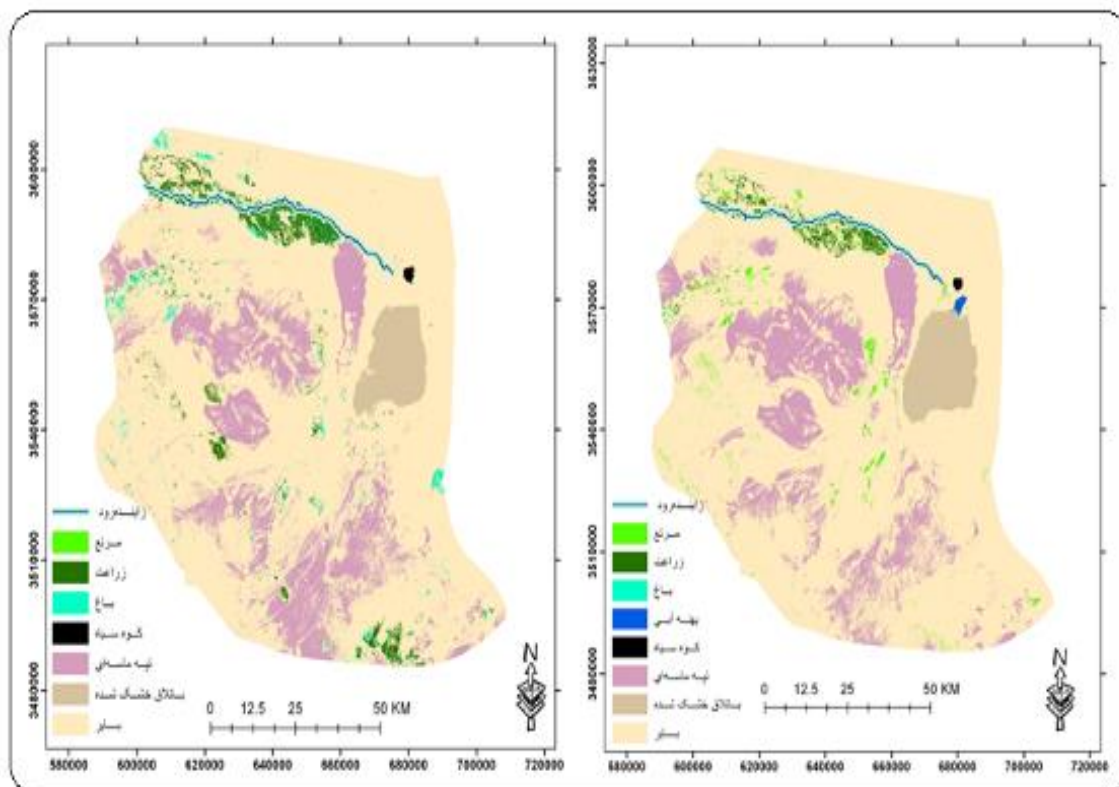 3600000
3570000
3540000
3510000
3480000
زاینده‌رود
مرتع
زراعت
باغ
کوه سیاه
تپه ماسه‌ای
باتلاق خشک شده
بایر
0 12.5 25 50 KM
N
580000 600000 620000 640000 660000 680000 700000 720000
3630000
3600000
3570000
3540000
3510000
3480000
زاینده‌رود
مرتع
زراعت
باغ
پهنه آبی
کوه سیاه
تپه ماسه‌ای
باتلاق خشک شده
بایر
0 12.5 25 50 KM
N
600000 620000 640000 660000 680000 700000 720000